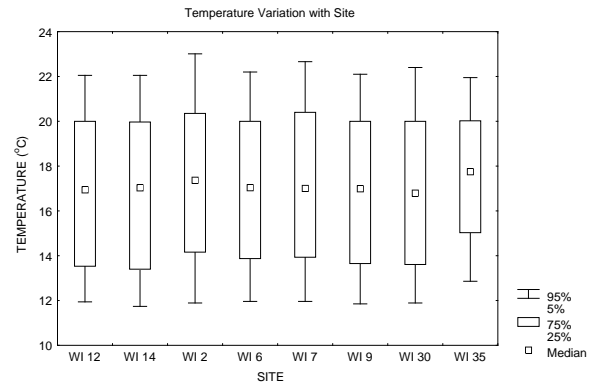 Temperature Variation with Site
TEMPERATURE (°C)
24
22
20
18
16
14
12
10
WI 12 WI 14 WI 2 WI 6 WI 7 WI 9 WI 30 WI 35
SITE
95%
5%
75%
25%
Median